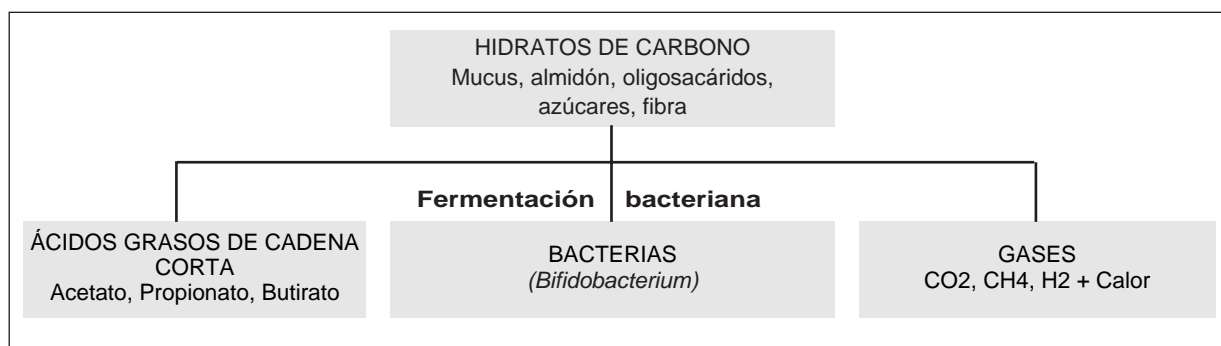 HIDRATOS DE CARBONO
Mucus, almidón, oligosacáridos,
azúcares, fibra
Fermentación bacteriana
ÁCIDOS GRASOS DE CADENA
CORTA
Acetato, Propionato, Butirato
BACTERIAS
(Bifidobacterium)
GASES
CO2, CH4, H2 + Calor